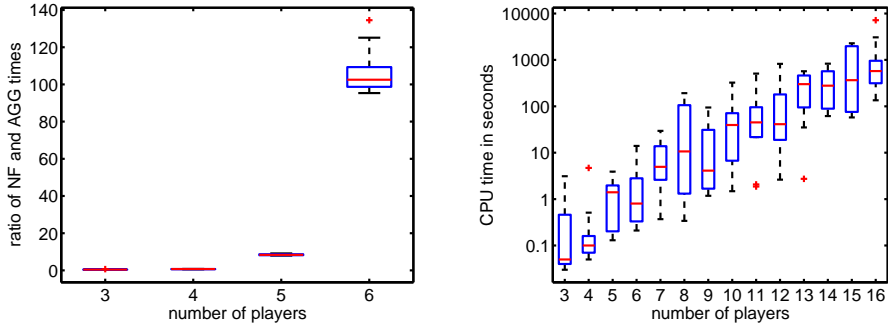 ratio of NF and AGG times
140
120
100
80
60
40
20
0
3 4 5 6
number of players
CPU time in seconds
10000
1000
100
10
1
0.1
3 4 5 6 7 8 9 10 11 12 13 14 15 16
number of players